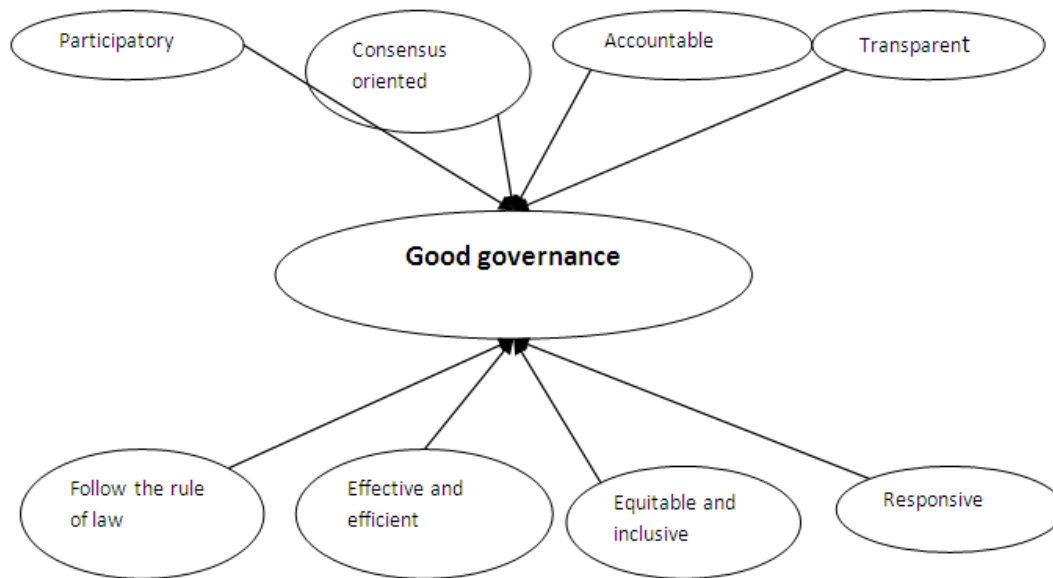 Participatory
Consensus
oriented
Accountable
Transparent
Good governance
Follow the rule
of law
Effective and
efficient
Equitable and
inclusive
Responsive